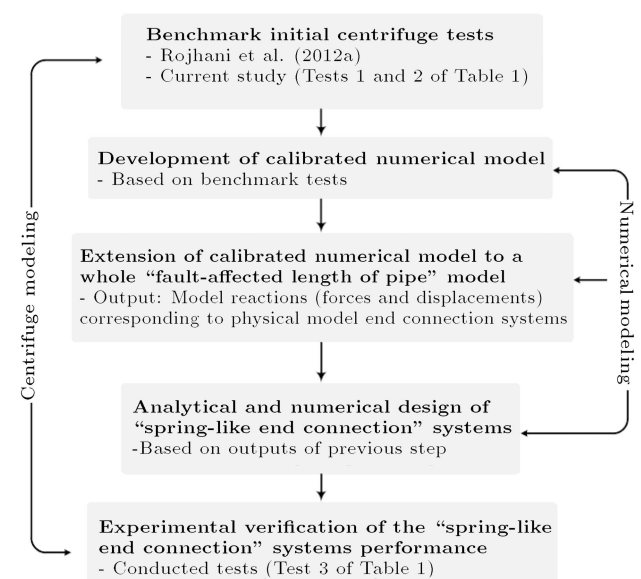 Benchmark initial centrifuge tests
- Rojhani et al. (2012a)
- Current study (Tests 1 and 2 of Table 1)
Development of calibrated numerical model
- Based on benchmark tests
Extension of calibrated numerical model to a
whole “fault-affected length of pipe” model
- Output: Model reactions (forces and displacements)
corresponding to physical model end connection systems
Analytical and numerical design of
“spring-like end connection” systems
-Based on outputs of previous step
Experimental verification of the “spring-like
end connection” systems performance
- Conducted tests (Test 3 of Table 1)
Centrifuge modeling
Numerical modeling